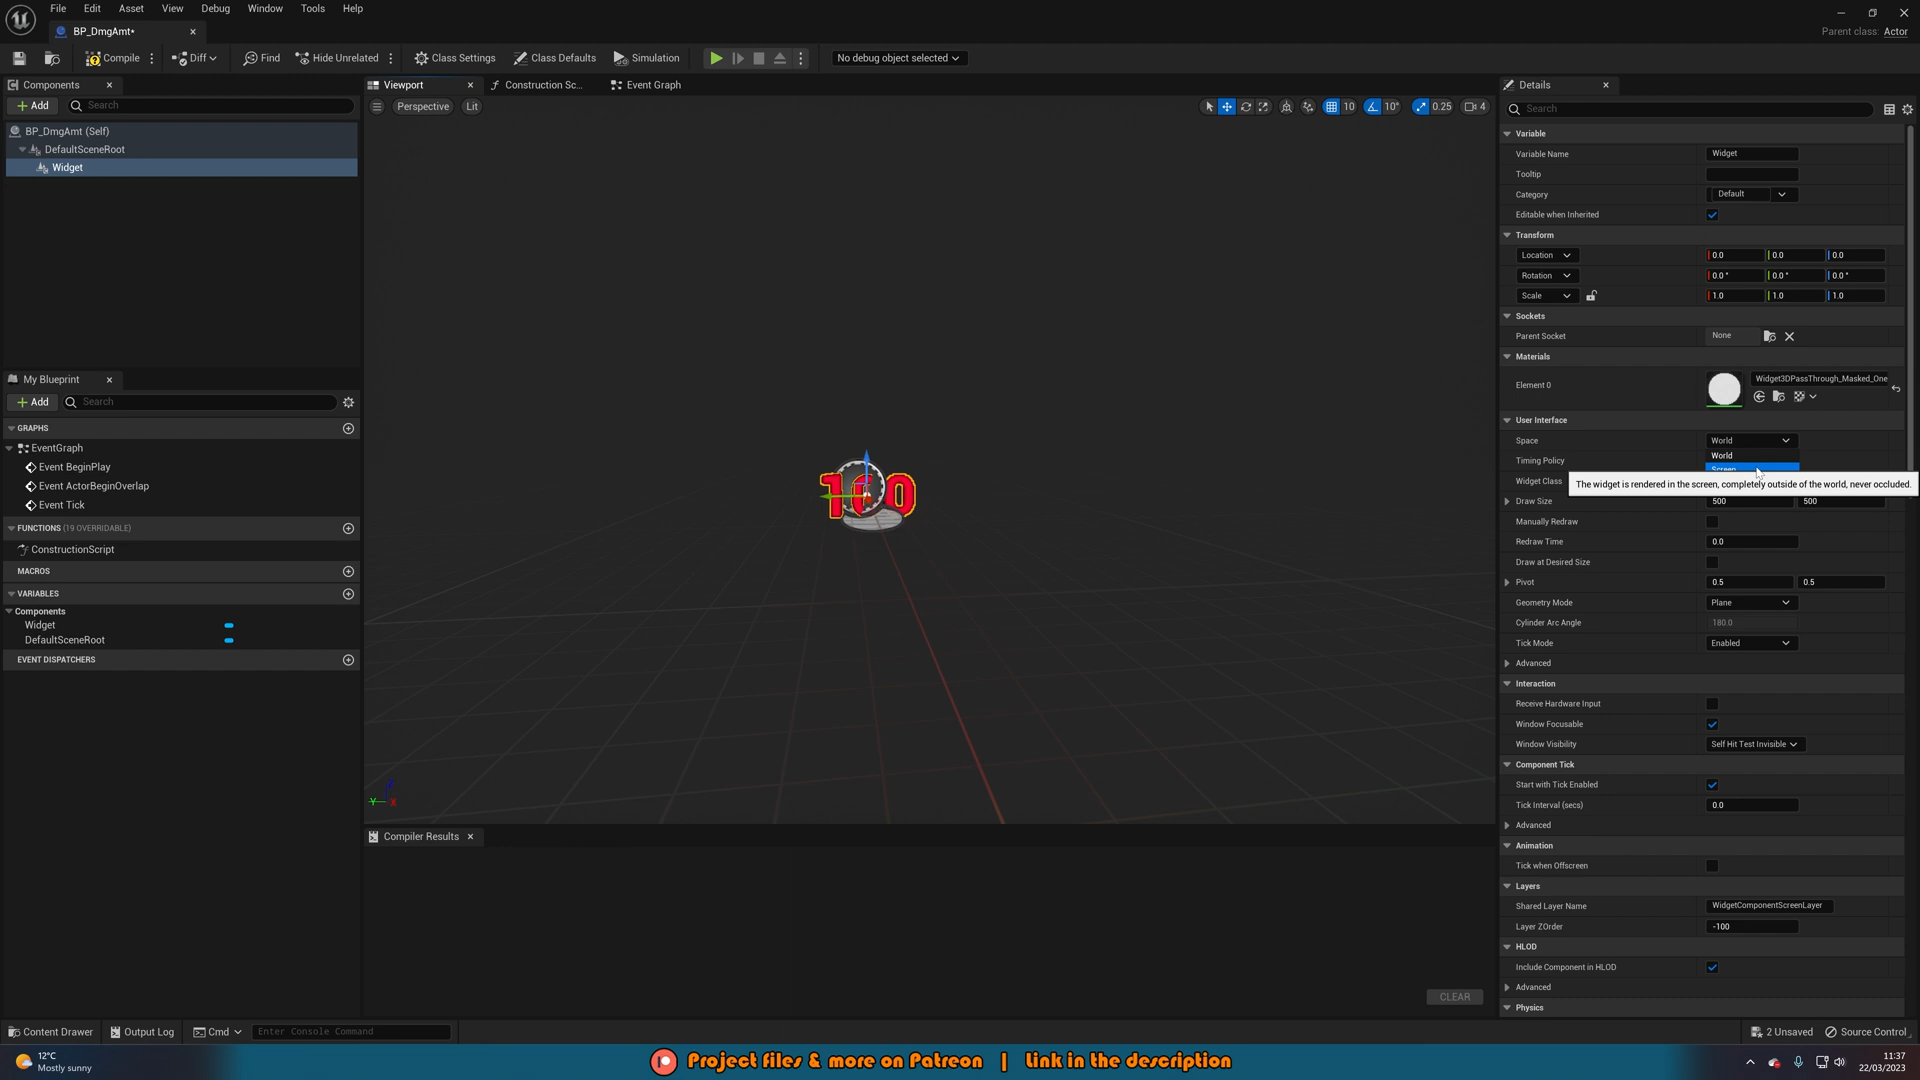 File Edit Asset View Debug Window Tools Help
BP_DmgAmt*
Parent class: Actor
Compile Diff Find Hide Unrelated Class Settings Class Defaults Simulation No debug object selected
Components
Add Search
BP_DmgAmt (Self)
DefaultSceneRoot
Widget
My Blueprint
Add Search
GRAPHS
EventGraph
Event BeginPlay
Event ActorBeginOverlap
Event Tick
FUNCTIONS (19 OVERRIDABLE)
ConstructionScript
MACROS
VARIABLES
Components
Widget
DefaultSceneRoot
EVENT DISPATCHERS
Viewport Construction Sc... Event Graph
Perspective Lit
10 10° 0.25 4
100
Z
Y X
Compiler Results
CLEAR
Details
Search
Variable
Variable Name Widget
Tooltip
Category Default
Editable when Inherited
Transform
Location 0.0 0.0 0.0
Rotation 0.0 ° 0.0 ° 0.0 °
Scale 1.0 1.0 1.0
Sockets
Parent Socket None
Materials
Element 0 Widget3DPassThrough_Masked_One
User Interface
Space World
World
Timing Policy Screen
Widget Class The widget is rendered in the screen, completely outside of the world, never occluded.
Draw Size 500 500
Manually Redraw
Redraw Time 0.0
Draw at Desired Size
Pivot 0.5 0.5
Geometry Mode Plane
Cylinder Arc Angle 180.0
Tick Mode Enabled
Advanced
Interaction
Receive Hardware Input
Window Focusable
Window Visibility Self Hit Test Invisible
Component Tick
Start with Tick Enabled
Tick Interval (secs) 0.0
Advanced
Animation
Tick when Offscreen
Layers
Shared Layer Name WidgetComponentScreenLayer
Layer ZOrder -100
HLOD
Include Component in HLOD
Advanced
Physics
Content Drawer Output Log Cmd Enter Console Command 2 Unsaved Source Control
12°C
Mostly sunny
Project files & more on Patreon | Link in the description
11:37
22/03/2023